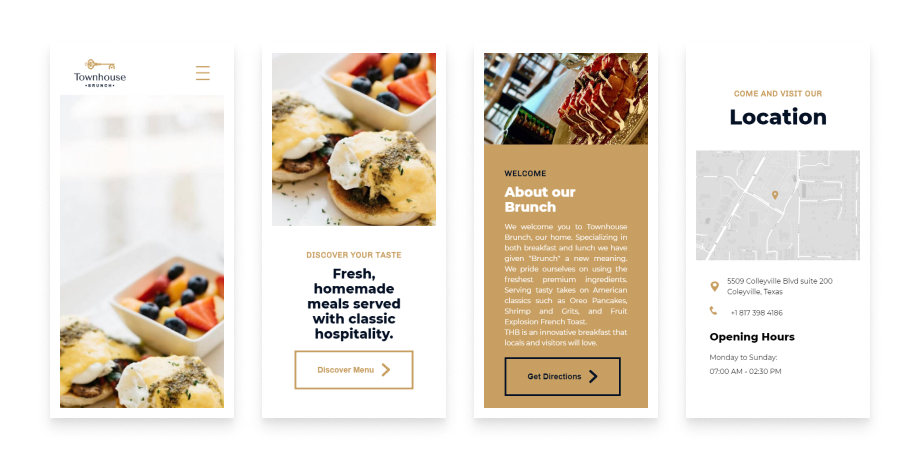 Townhouse
•BRUNCH•
DISCOVER YOUR TASTE
Fresh,
homemade
meals served
with classic
hospitality.
Discover Menu
WELCOME
About our
Brunch
We welcome you to Townhouse
Brunch, our home. Specializing in
both breakfast and lunch we have
given "Brunch" a new meaning.
We pride ourselves on using the
freshest premium ingredients.
Serving tasty takes on American
classics such as Oreo Pancakes,
Shrimp and Grits, and Fruit
Explosion French Toast.
THB is an innovative breakfast that
locals and visitors will love.
Get Directions
COME AND VISIT OUR
Location
5509 Colleyville Blvd suite 200
Coleyville, Texas
+1 817 398 4186
Opening Hours
Monday to Sunday:
07:00 AM - 02:30 PM